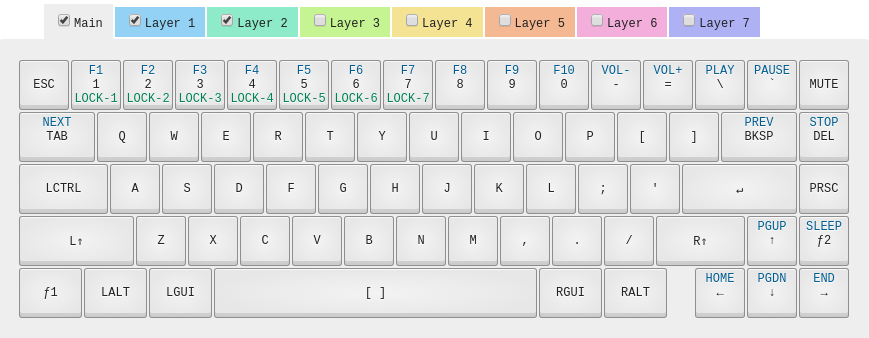 Main Layer 1 Layer 2 Layer 3 Layer 4 Layer 5 Layer 6 Layer 7
F1 F2 F3 F4 F5 F6 F7 F8 F9 F10 VOL- VOL+ PLAY PAUSE
ESC 1 2 3 4 5 6 7 8 9 0 - = \ ` MUTE
LOCK-1 LOCK-2 LOCK-3 LOCK-4 LOCK-5 LOCK-6 LOCK-7
NEXT PREV STOP
TAB Q W E R T Y U I O P [ ] BKSP DEL
LCTRL A S D F G H J K L ; ' ↵ PRSC
PGUP SLEEP
L⇑ Z X C V B N M , . / R⇑ ↑ ƒ2
HOME PGDN END
ƒ1 LALT LGUI [ ] RGUI RALT ← ↓ →